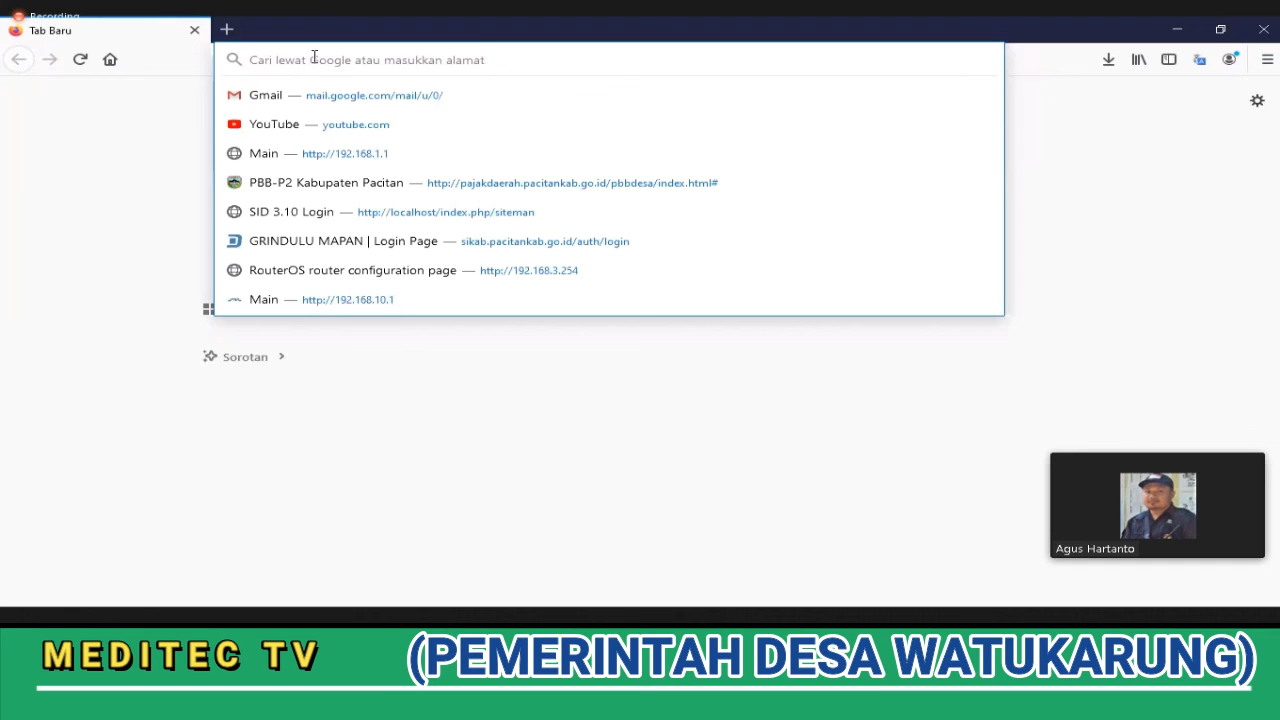 Recording
Tab Baru
Cari lewat Google atau masukkan alamat
Gmail — mail.google.com/mail/u/0/
YouTube — youtube.com
Main — http://192.168.1.1
PBB-P2 Kabupaten Pacitan — http://pajakdaerah.pacitankab.go.id/pbbdesa/index.html#
SID 3.10 Login — http://localhost/index.php/siteman
GRINDULU MAPAN | Login Page — sikab.pacitankab.go.id/auth/login
RouterOS router configuration page — http://192.168.3.254
Main — http://192.168.10.1
Sorotan
Agus Hartanto
MEDITEC TV
(PEMERINTAH DESA WATUKARUNG)